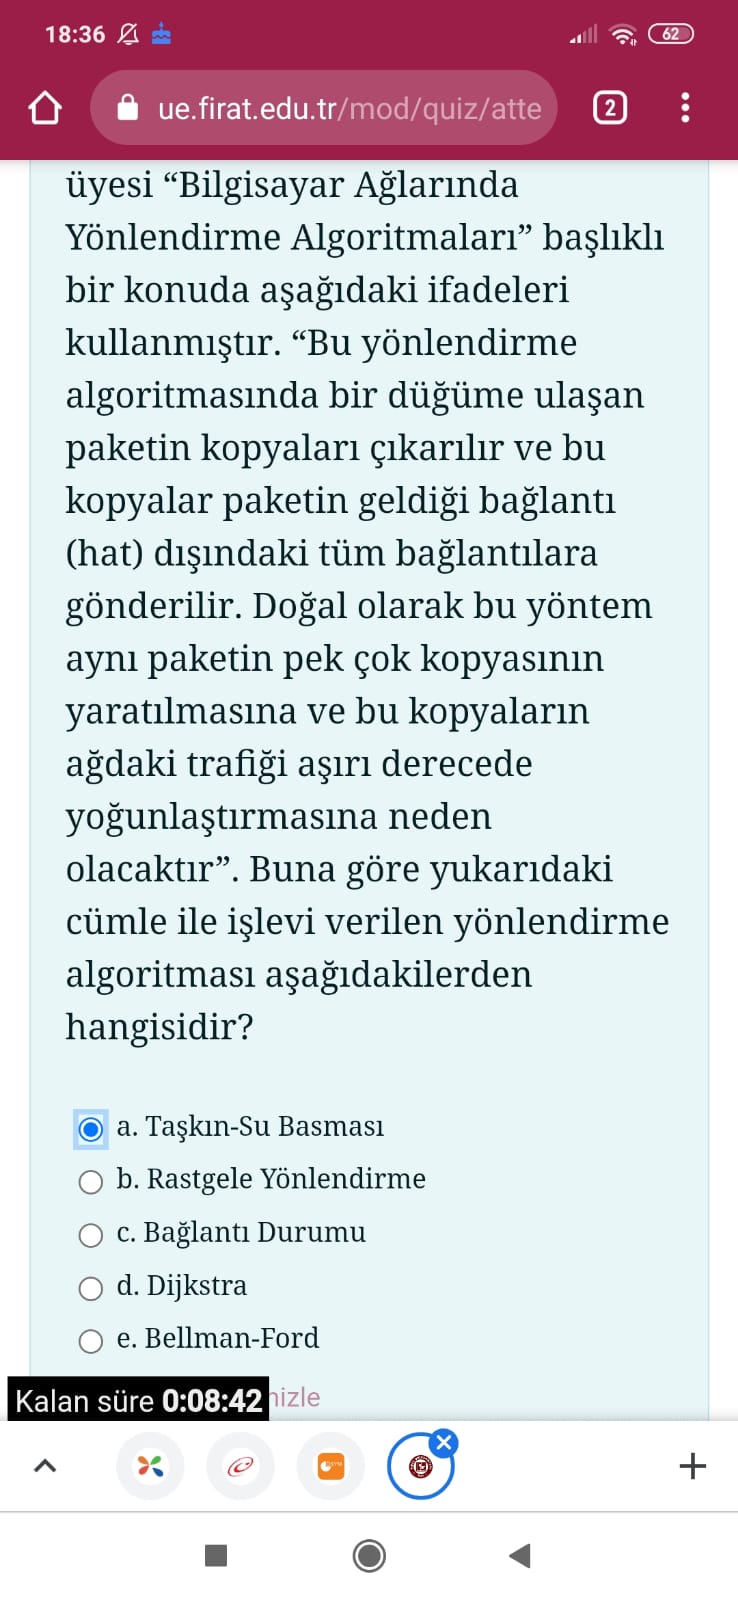 18:36
62
ue.firat.edu.tr/mod/quiz/atte
2
üyesi “Bilgisayar Ağlarında
Yönlendirme Algoritmaları” başlıklı
bir konuda aşağıdaki ifadeleri
kullanmıştır. “Bu yönlendirme
algoritmasında bir düğüme ulaşan
paketin kopyaları çıkarılır ve bu
kopyalar paketin geldiği bağlantı
(hat) dışındaki tüm bağlantılara
gönderilir. Doğal olarak bu yöntem
aynı paketin pek çok kopyasının
yaratılmasına ve bu kopyaların
ağdaki trafiği aşırı derecede
yoğunlaştırmasına neden
olacaktır”. Buna göre yukarıdaki
cümle ile işlevi verilen yönlendirme
algoritması aşağıdakilerden
hangisidir?
a. Taşkın-Su Basması
b. Rastgele Yönlendirme
c. Bağlantı Durumu
d. Dijkstra
e. Bellman-Ford
Kalan süre 0:08:42 nizle